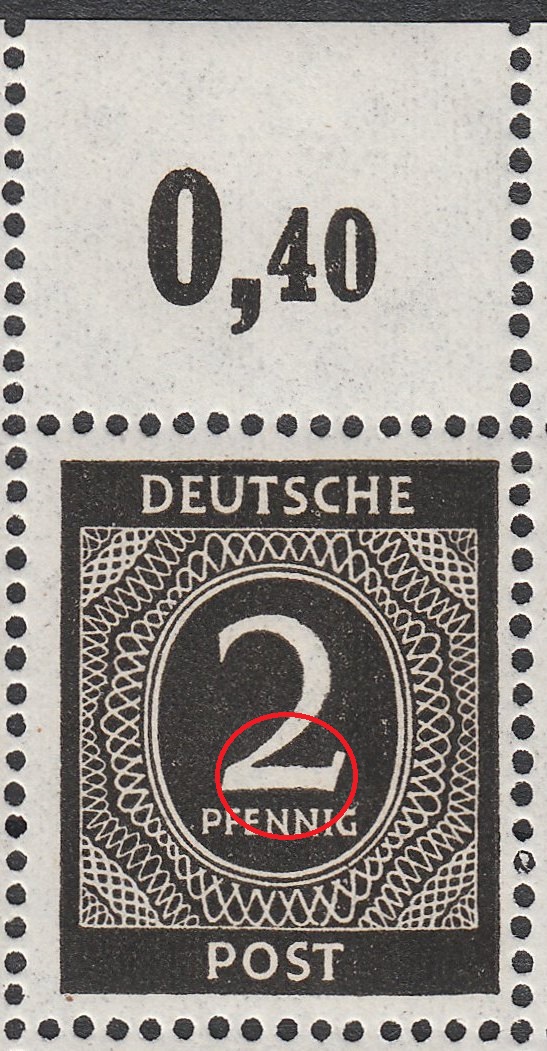 0,40
DEUTSCHE
2
PFENNIG
POST